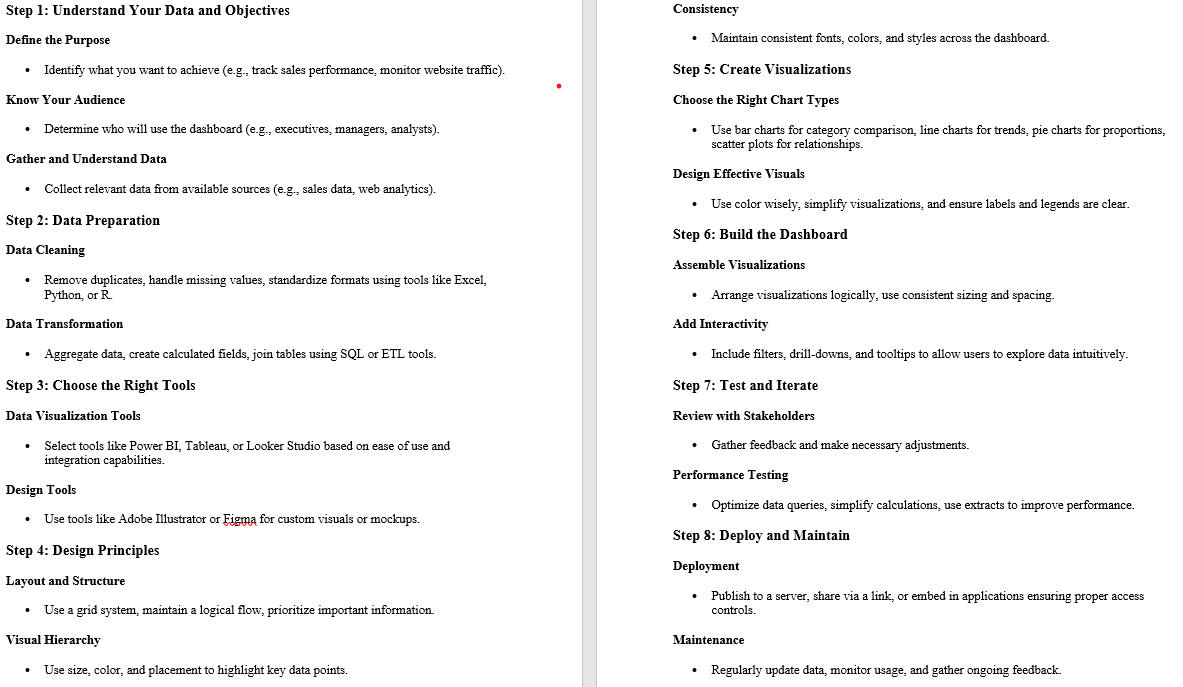 Step 1: Understand Your Data and Objectives
Define the Purpose
• Identify what you want to achieve (e.g., track sales performance, monitor website traffic).
Know Your Audience
• Determine who will use the dashboard (e.g., executives, managers, analysts).
Gather and Understand Data
• Collect relevant data from available sources (e.g., sales data, web analytics).
Step 2: Data Preparation
Data Cleaning
• Remove duplicates, handle missing values, standardize formats using tools like Excel,
Python, or R.
Data Transformation
• Aggregate data, create calculated fields, join tables using SQL or ETL tools.
Step 3: Choose the Right Tools
Data Visualization Tools
• Select tools like Power BI, Tableau, or Looker Studio based on ease of use and
integration capabilities.
Design Tools
• Use tools like Adobe Illustrator or Figma for custom visuals or mockups.
Step 4: Design Principles
Layout and Structure
• Use a grid system, maintain a logical flow, prioritize important information.
Visual Hierarchy
• Use size, color, and placement to highlight key data points.
Consistency
• Maintain consistent fonts, colors, and styles across the dashboard.
Step 5: Create Visualizations
Choose the Right Chart Types
• Use bar charts for category comparison, line charts for trends, pie charts for proportions,
scatter plots for relationships.
Design Effective Visuals
• Use color wisely, simplify visualizations, and ensure labels and legends are clear.
Step 6: Build the Dashboard
Assemble Visualizations
• Arrange visualizations logically, use consistent sizing and spacing.
Add Interactivity
• Include filters, drill-downs, and tooltips to allow users to explore data intuitively.
Step 7: Test and Iterate
Review with Stakeholders
• Gather feedback and make necessary adjustments.
Performance Testing
• Optimize data queries, simplify calculations, use extracts to improve performance.
Step 8: Deploy and Maintain
Deployment
• Publish to a server, share via a link, or embed in applications ensuring proper access
controls.
Maintenance
• Regularly update data, monitor usage, and gather ongoing feedback.